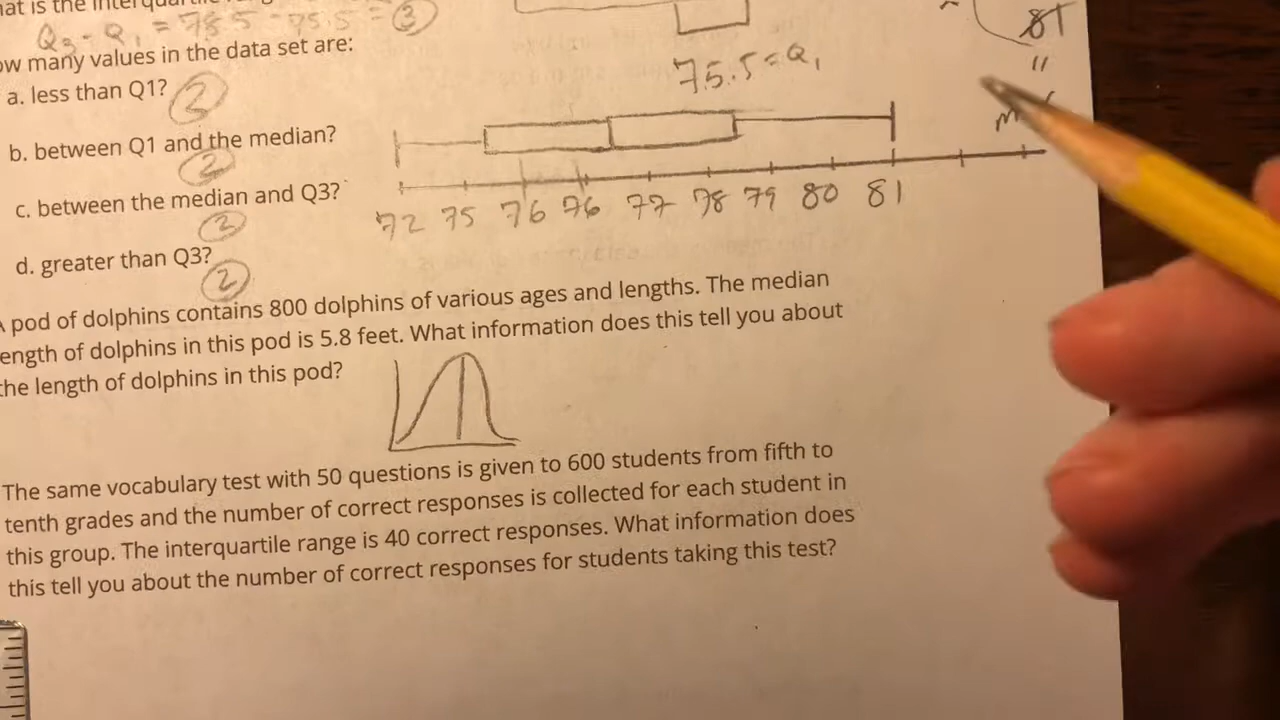 hat is the interquartile
Q3 - Q1 = 78.5 - 75.5 = 3
ow many values in the data set are:
a. less than Q1?
2
b. between Q1 and the median?
2
c. between the median and Q3?
2
d. greater than Q3?
2
75.5 = Q1
81
"
72 75 76 76 77 78 79 80 81
A pod of dolphins contains 800 dolphins of various ages and lengths. The median
ength of dolphins in this pod is 5.8 feet. What information does this tell you about
the length of dolphins in this pod?
The same vocabulary test with 50 questions is given to 600 students from fifth to
tenth grades and the number of correct responses is collected for each student in
this group. The interquartile range is 40 correct responses. What information does
this tell you about the number of correct responses for students taking this test?